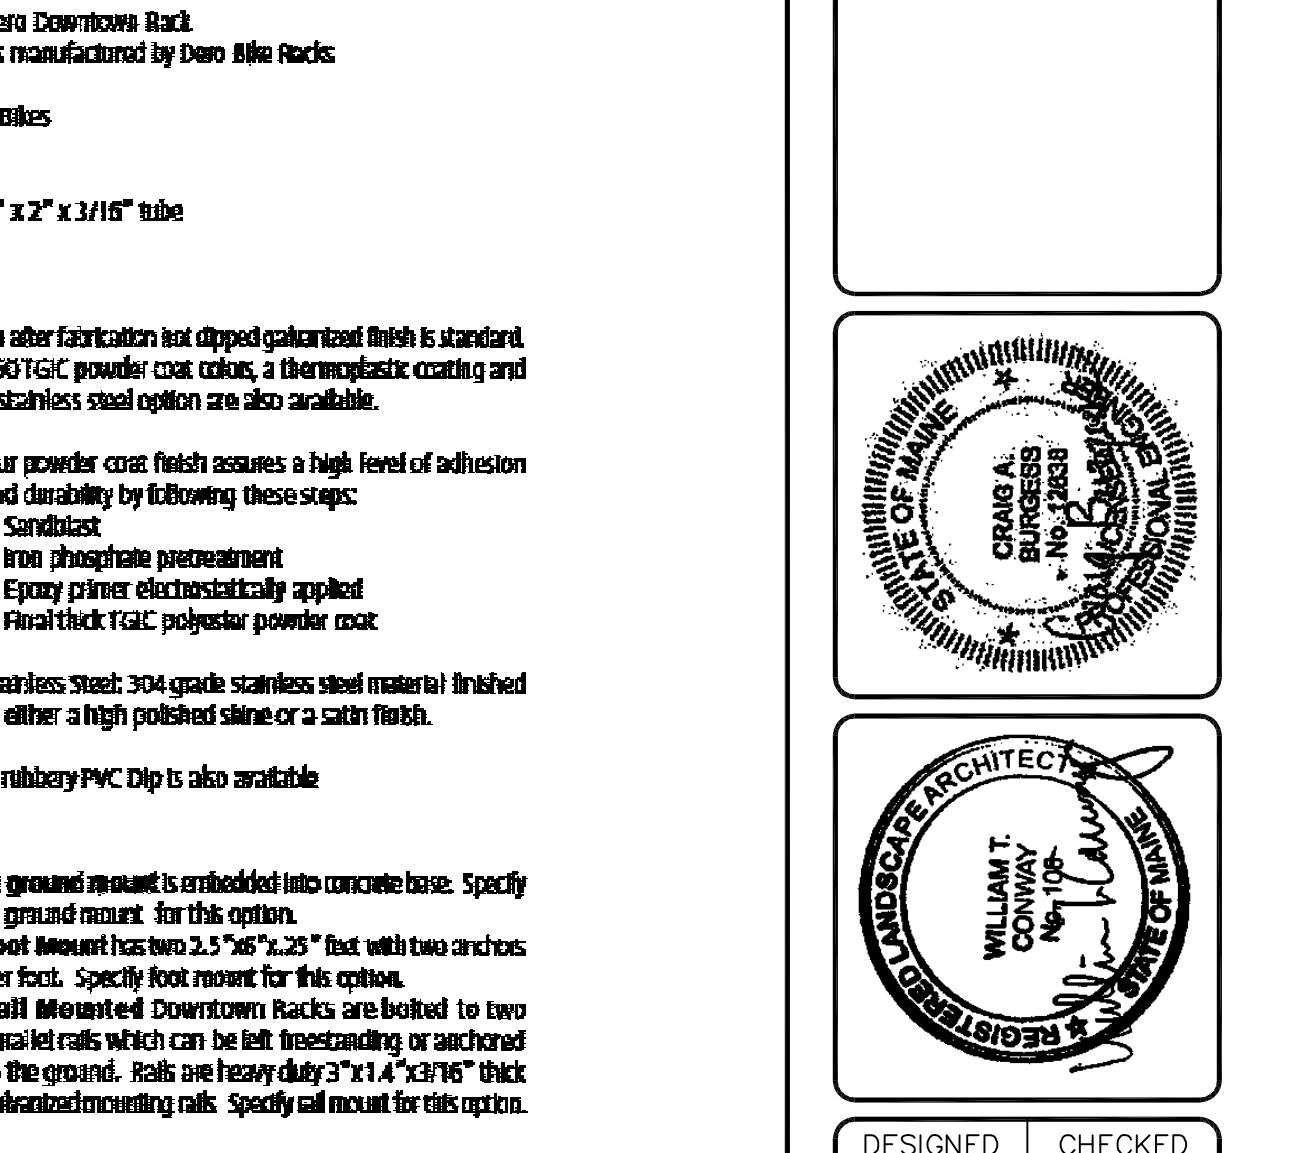 Downtown Rack
manufactured by Dero Bike Racks
Bikes
" x 2" x 3/16" tube
after fabrication hot dipped galvanized finish is standard.
TGIC powder coat colors, a thermoplastic coating and
stainless steel option are also available.
powder coat finish assures a high level of adhesion
durability by following these steps:
Sandblast
Iron phosphate pretreatment
Epoxy primer electrostatically applied
Final thick TGIC polyester powder coat
Steel: 304 grade stainless steel material finished
either a high polished shine or a satin finish.
rubbery PVC Dip is also available
ground mount is embedded into concrete base. Specify
ground mount for this option.
Mount has two 2.5"x6"x.25" feet with two anchors
foot. Specify foot mount for this option.
Mounted Downtown Racks are bolted to two
rails which can be left freestanding or anchored
the ground. Rails are heavy duty 3"x1.4"x3/16" thick
mounting rails. Specify rail mount for this option.
STATE OF MAINE
CRAIG A.
BURGESS
No. 12638
LICENSED
PROFESSIONAL ENGINEER
REGISTERED LANDSCAPE ARCHITECT
WILLIAM T.
CONWAY
No. 106
STATE OF MAINE
DESIGNED CHECKED